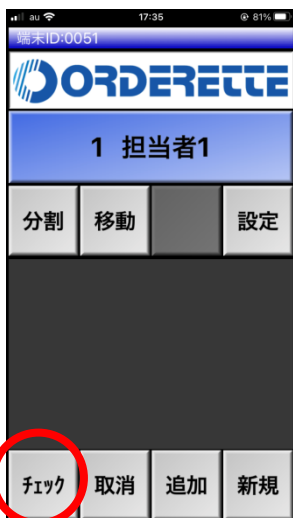 au 17:35 81%
端末ID:0051
ORDERETTE
1 担当者1
分割 移動 設定
ﾁｪｯｸ 取消 追加 新規